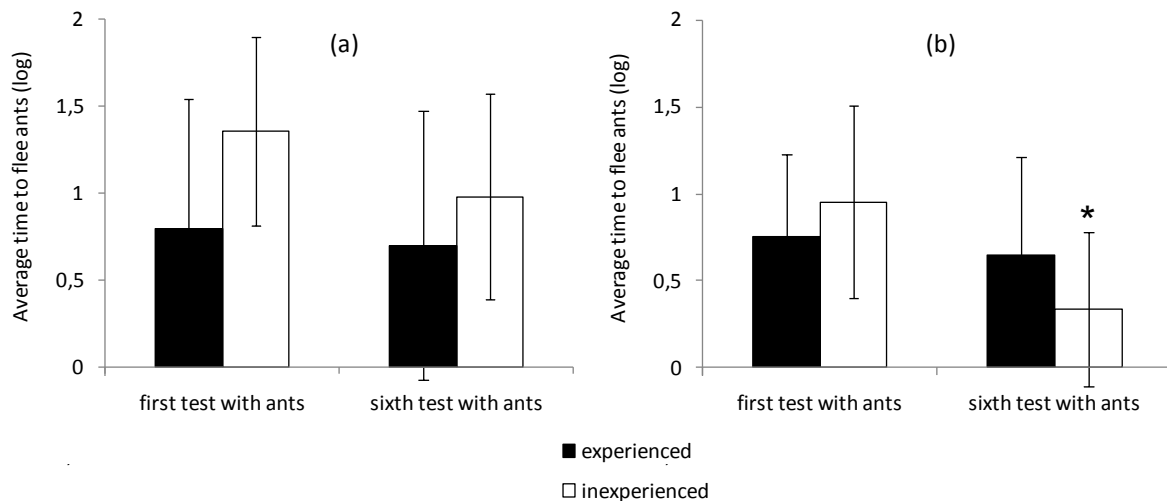 Average time to flee ants (log)
2
1,5
1
0,5
0
(a)
first test with ants
sixth test with ants
Average time to flee ants (log)
2
1,5
1
0,5
0
(b)
*
first test with ants
sixth test with ants
experienced
inexperienced